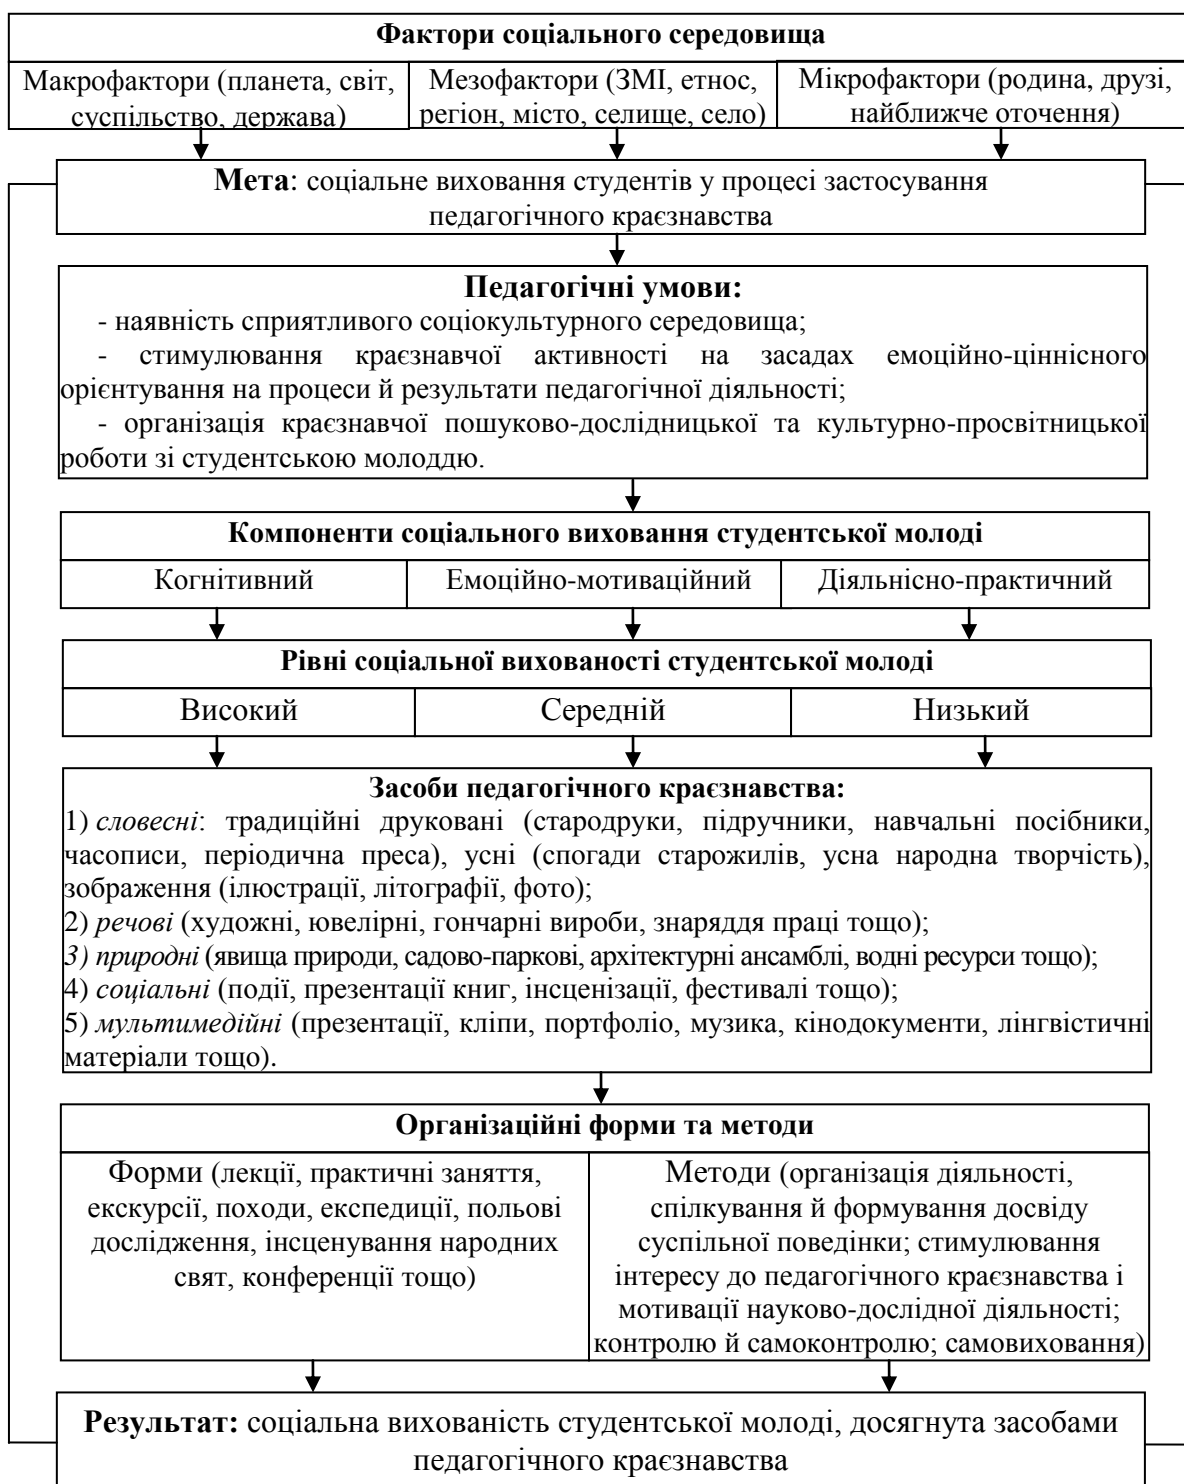 Фактори соціального середовища
Макрофактори (планета, світ, суспільство, держава)
Мезофактори (ЗМІ, етнос, регіон, місто, селище, село)
Мікрофактори (родина, друзі, найближче оточення)
Мета: соціальне виховання студентів у процесі застосування
педагогічного краєзнавства
Педагогічні умови:
- наявність сприятливого соціокультурного середовища;
- стимулювання краєзнавчої активності на засадах емоційно-ціннісного
орієнтування на процеси й результати педагогічної діяльності;
- організація краєзнавчої пошуково-дослідницької та культурно-просвітницької
роботи зі студентською молоддю.
Компоненти соціального виховання студентської молоді
Когнітивний
Емоційно-мотиваційний
Діяльнісно-практичний
Рівні соціальної вихованості студентської молоді
Високий
Середній
Низький
Засоби педагогічного краєзнавства:
1) словесні: традиційні друковані (стародруки, підручники, навчальні посібники,
часописи, періодична преса), усні (спогади старожилів, усна народна творчість),
зображення (ілюстрації, літографії, фото);
2) речові (художні, ювелірні, гончарні вироби, знаряддя праці тощо);
3) природні (явища природи, садово-паркові, архітектурні ансамблі, водні ресурси тощо);
4) соціальні (події, презентації книг, інсценізації, фестивалі тощо);
5) мультимедійні (презентації, кліпи, портфоліо, музика, кінодокументи, лінгвістичні
матеріали тощо).
Організаційні форми та методи
Форми (лекції, практичні заняття,
екскурсії, походи, експедиції, польові
дослідження, інсценування народних
свят, конференції тощо)
Методи (організація діяльності,
спілкування й формування досвіду
суспільної поведінки; стимулювання
інтересу до педагогічного краєзнавства і
мотивації науково-дослідної діяльності;
контролю й самоконтролю; самовиховання)
Результат: соціальна вихованість студентської молоді, досягнута засобами
педагогічного краєзнавства